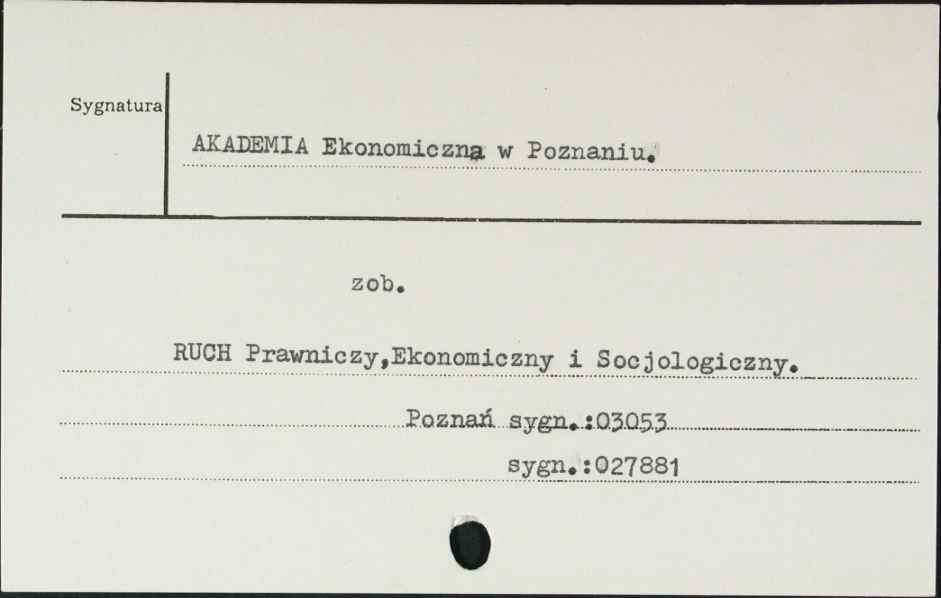 Sygnatura
AKADEMIA Ekonomiczna w Poznaniu.
zob.
RUCH Prawniczy,Ekonomiczny i Socjologiczny.
Poznań sygn.:03053
sygn.:027881